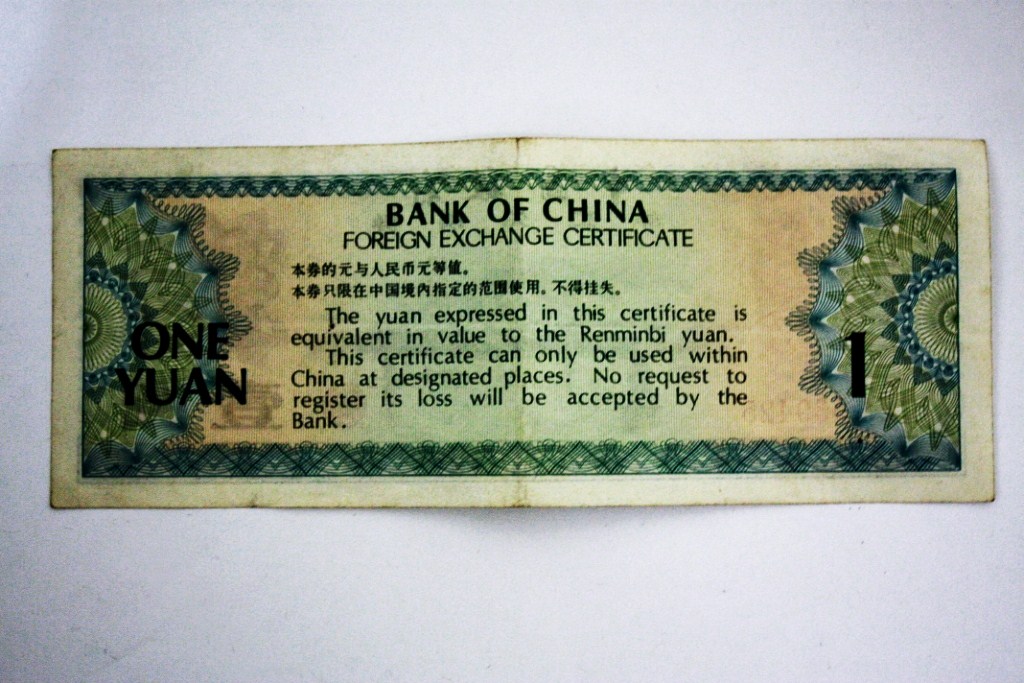 BANK OF CHINA
FOREIGN EXCHANGE CERTIFICATE
本券的元与人民币元等值。
本券只限在中国境内指定的范围使用。不得挂失。
The yuan expressed in this certificate is
equivalent in value to the Renminbi yuan.
This certificate can only be used within
China at designated places. No request to
register its loss will be accepted by the
Bank.
ONE
YUAN
1